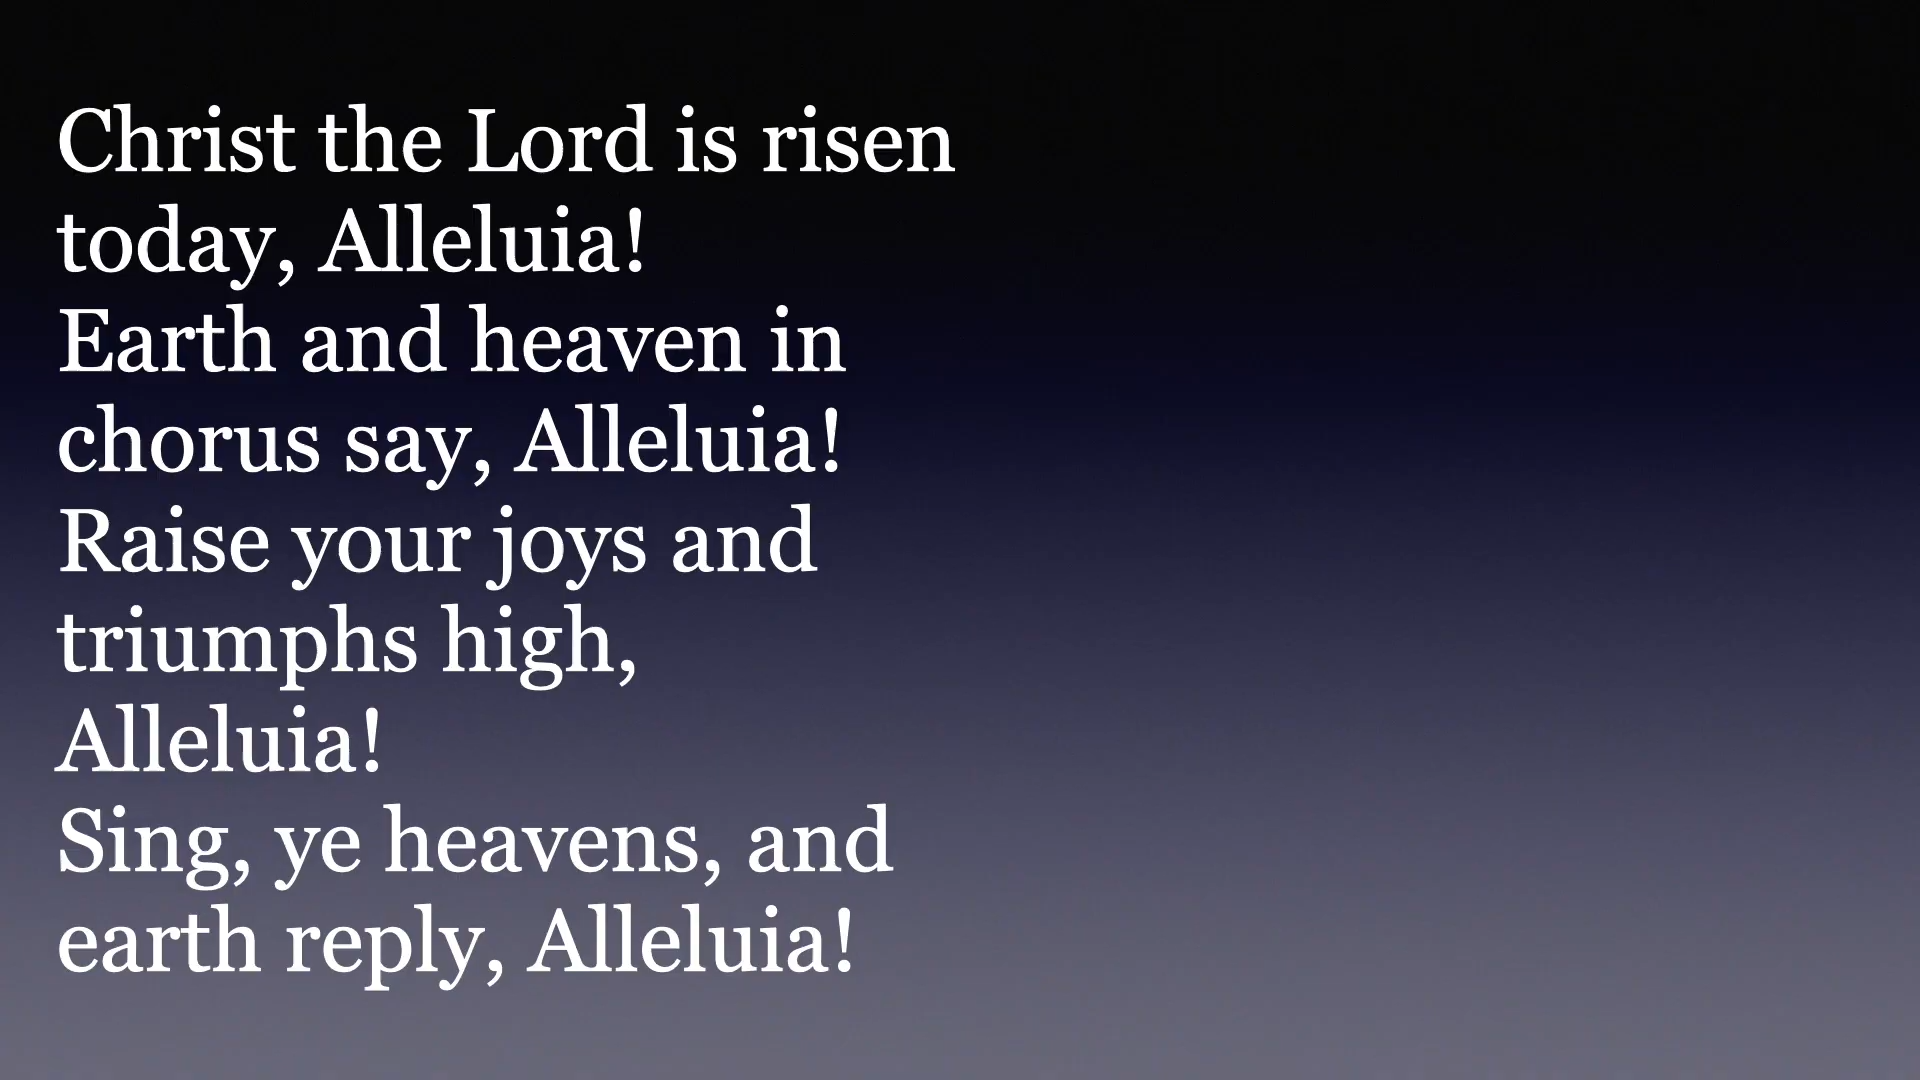 Christ the Lord is risen
today, Alleluia!
Earth and heaven in
chorus say, Alleluia!
Raise your joys and
triumphs high,
Alleluia!
Sing, ye heavens, and
earth reply, Alleluia!